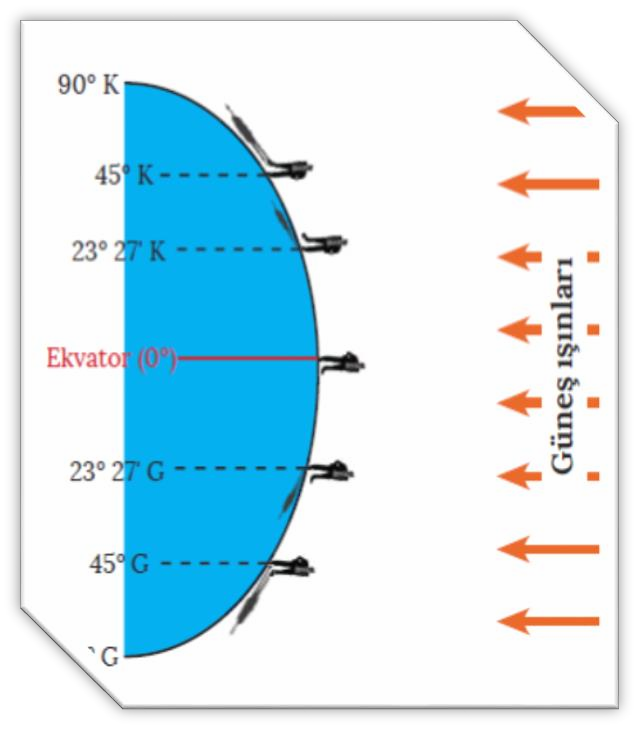 90° K
45° K
23° 27' K
Ekvator (0°)
23° 27' G
45° G
G
Güneş ışınları